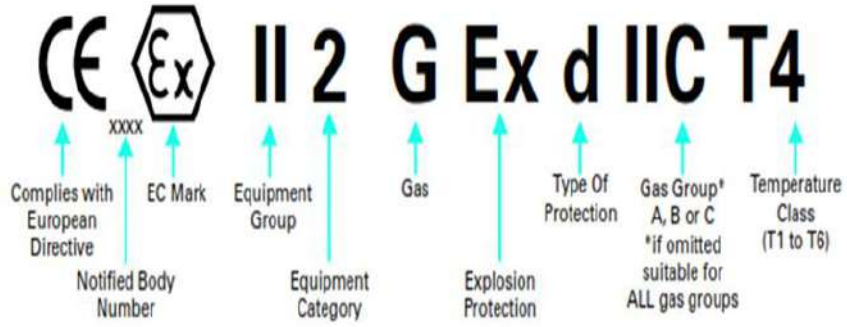 CE Ex II 2 G Ex d IIC T4
xxxx
Complies with
European
Directive
EC Mark
Equipment
Group
Gas
Type Of
Protection
Gas Group*
A, B or C
*if omitted
suitable for
ALL gas groups
Temperature
Class
(T1 to T6)
Notified Body
Number
Equipment
Category
Explosion
Protection